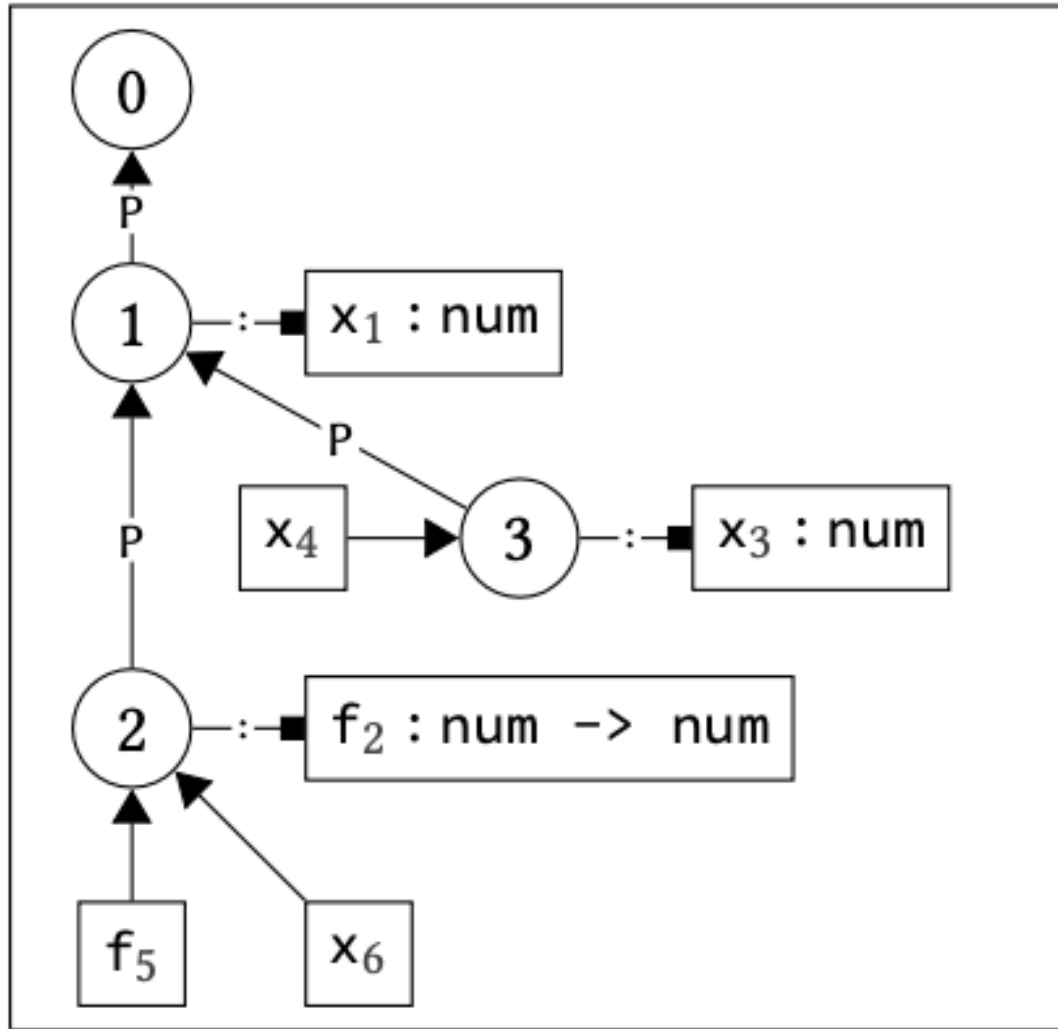 0
P
1 : x₁ : num
P
P
x₄ 3 : x₃ : num
2 : f₂ : num -> num
f₅ x₆